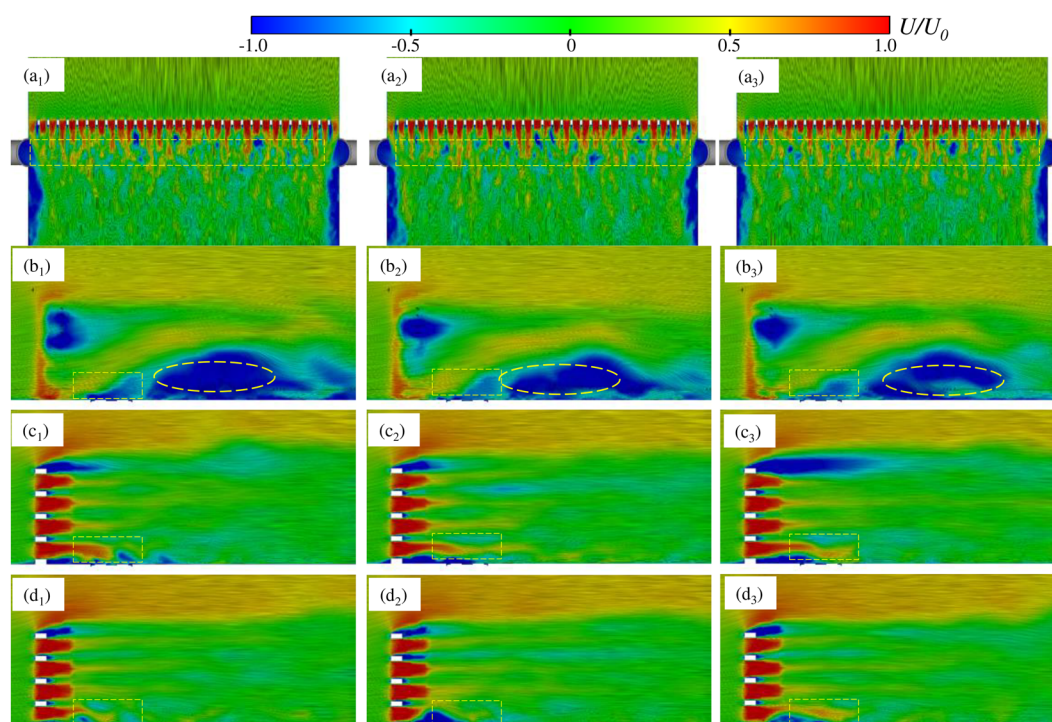 U/U₀
-1.0 -0.5 0 0.5 1.0
(a₁) (a₂) (a₃)
(b₁) (b₂) (b₃)
(c₁) (c₂) (c₃)
(d₁) (d₂) (d₃)